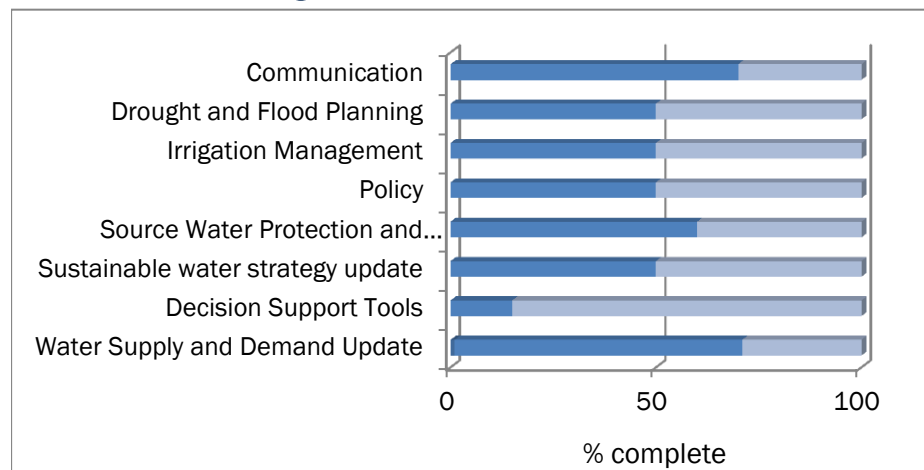 Communication
Drought and Flood Planning
Irrigation Management
Policy
Source Water Protection and...
Sustainable water strategy update
Decision Support Tools
Water Supply and Demand Update
0 50 100
% complete